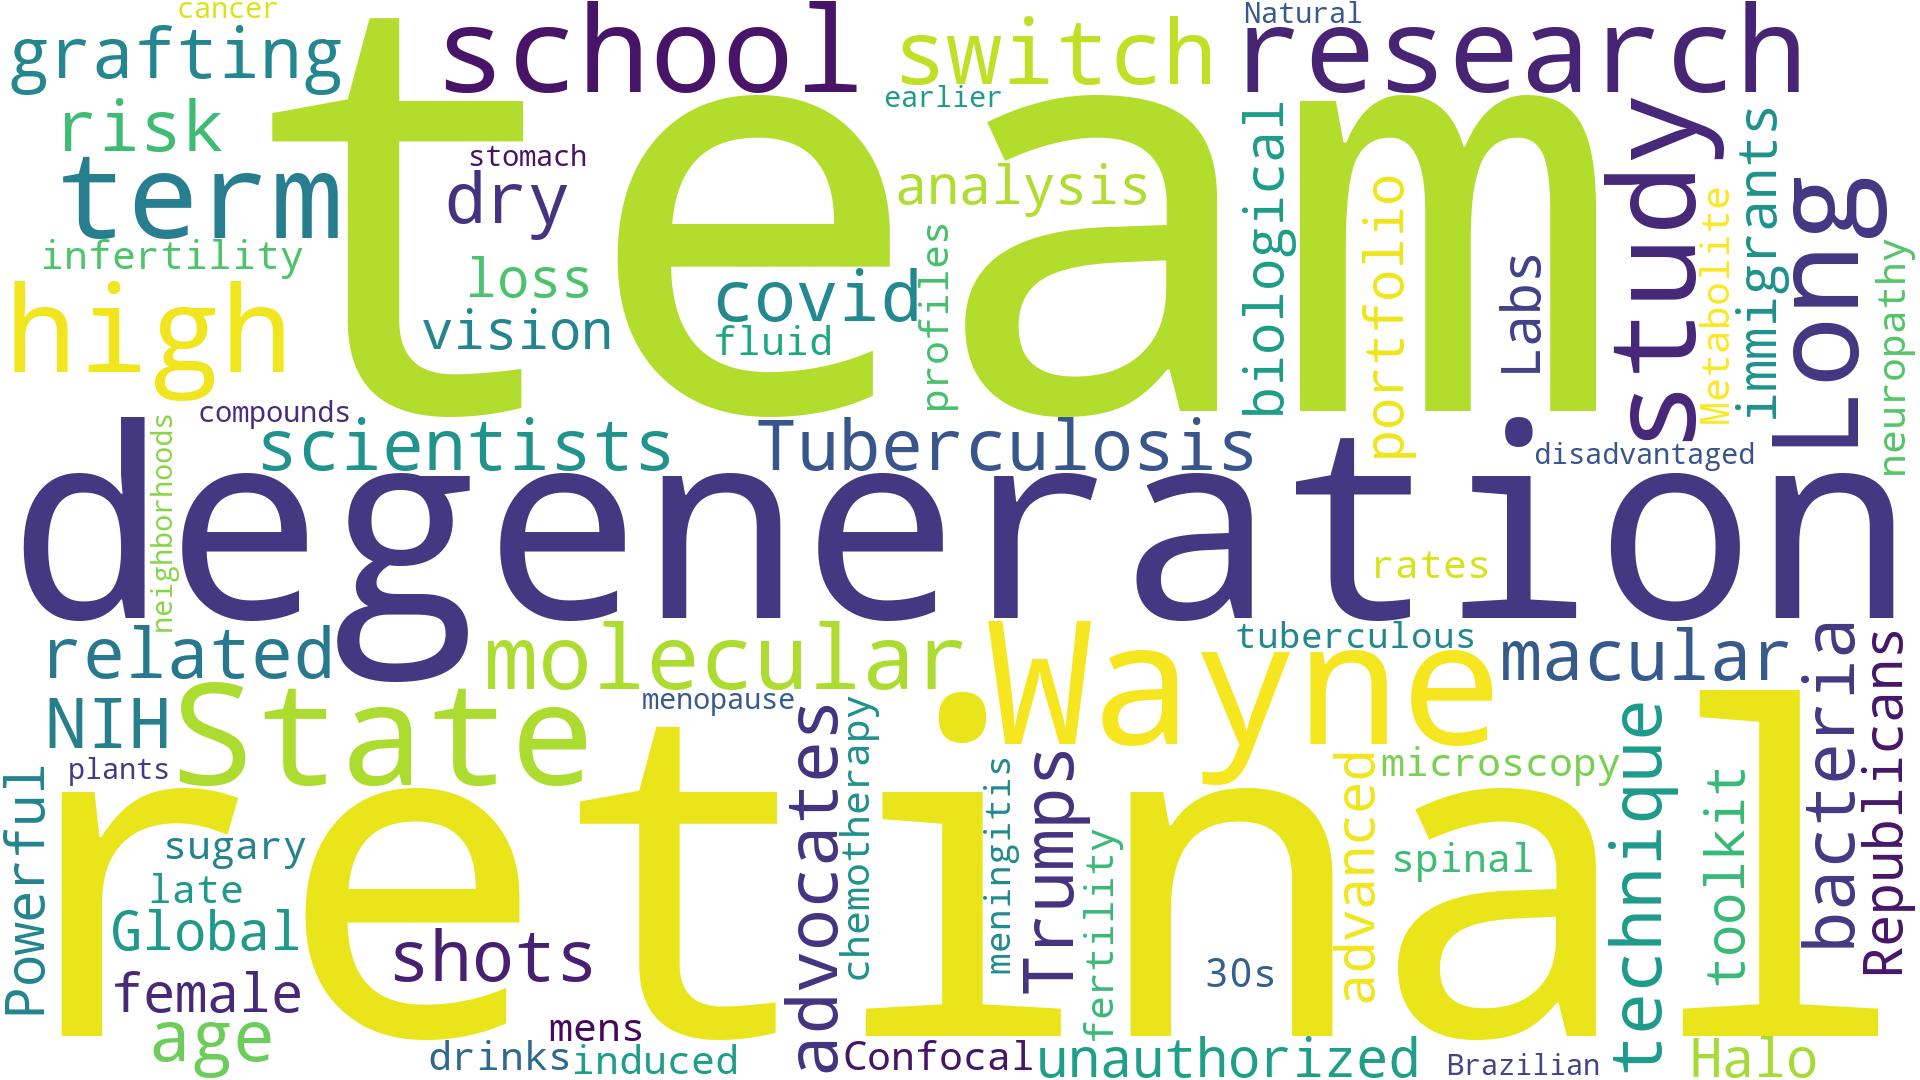 cancer
grafting
school
switch
Natural
research
earlier
team
risk
term
stomach
dry
analysis
biological
portfolio
Labs
study
Metabolite
immigrants
Long
neuropathy
infertility
high
loss
vision
covid
fluid
profiles
compounds
neighborhoods
scientists
Tuberculosis
disadvantaged
degeneration
rates
related
molecular
Wayne
tuberculous
macular
bacteria
Republicans
NIH
State
menopause
advocates
chemotherapy
meningitis
Trumps
fertility
advanced
microscopy
technique
toolkit
plants
Powerful
retinal
sugary
late
Global
shots
female
age
spinal
30s
mens
drinks
induced
Confocal
unauthorized
Brazilian
Halo